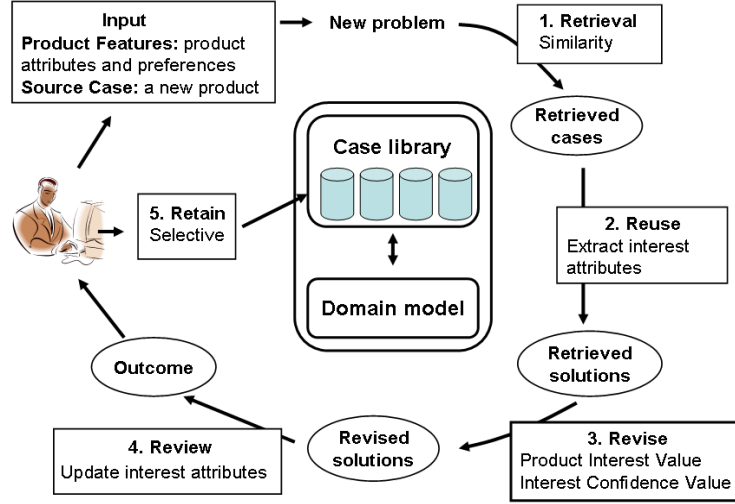 Input
Product Features: product
attributes and preferences
Source Case: a new product
New problem
1. Retrieval
Similarity
Retrieved
cases
2. Reuse
Extract interest
attributes
Retrieved
solutions
3. Revise
Product Interest Value
Interest Confidence Value
Revised
solutions
4. Review
Update interest attributes
Outcome
5. Retain
Selective
Case library
Domain model